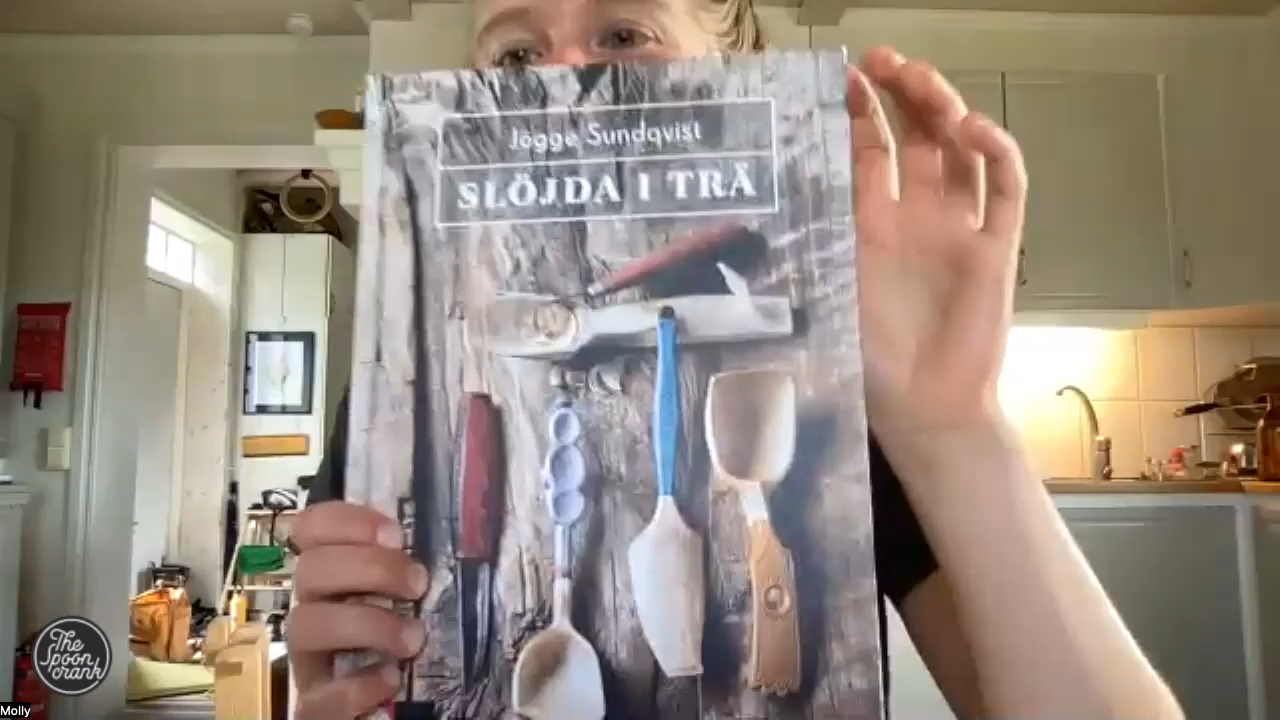 Jögge Sundqvist
SLÖJDA I TRÄ
The
Spoon
crank
Molly